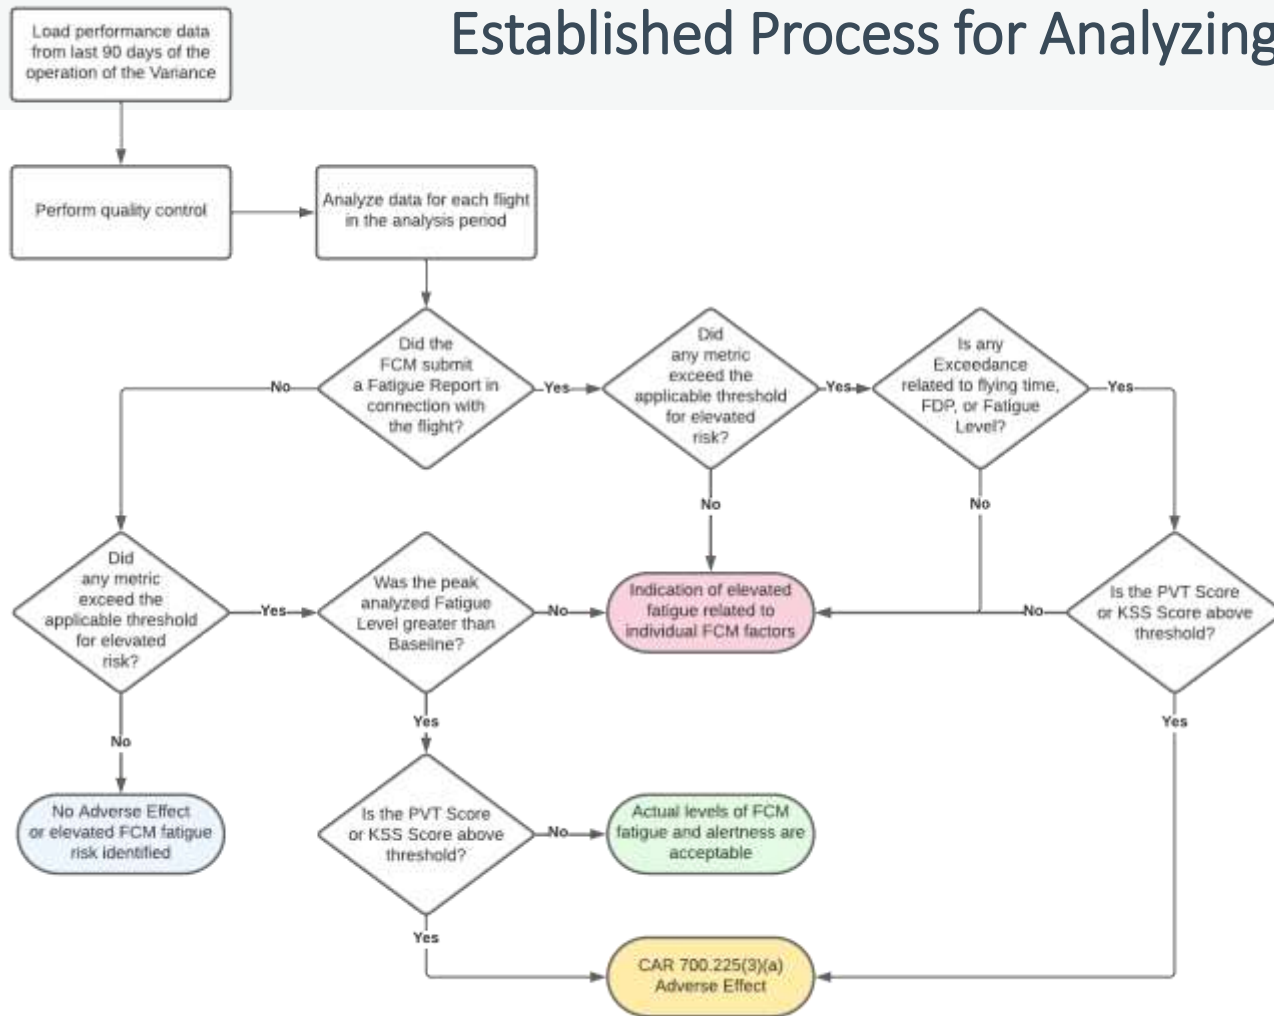 Established Process for Analyzing
Load performance data
from last 90 days of the
operation of the Variance
Perform quality control
Analyze data for each flight
in the analysis period
Did the
FCM submit
a Fatigue Report in
connection with
the flight?
No
Yes
Did
any metric
exceed the
applicable threshold
for elevated
risk?
Yes
No
Is any
Exceedance
related to flying time,
FDP, or Fatigue
Level?
Yes
No
Did
any metric
exceed the
applicable threshold
for elevated
risk?
Yes
No
Was the peak
analyzed Fatigue
Level greater than
Baseline?
No
Yes
Indication of elevated
fatigue related to
individual FCM factors
No
Is the PVT Score
or KSS Score above
threshold?
Yes
No Adverse Effect
or elevated FCM fatigue
risk identified
Is the PVT Score
or KSS Score above
threshold?
No
Yes
Actual levels of FCM
fatigue and alertness are
acceptable
CAR 700.225(3)(a)
Adverse Effect